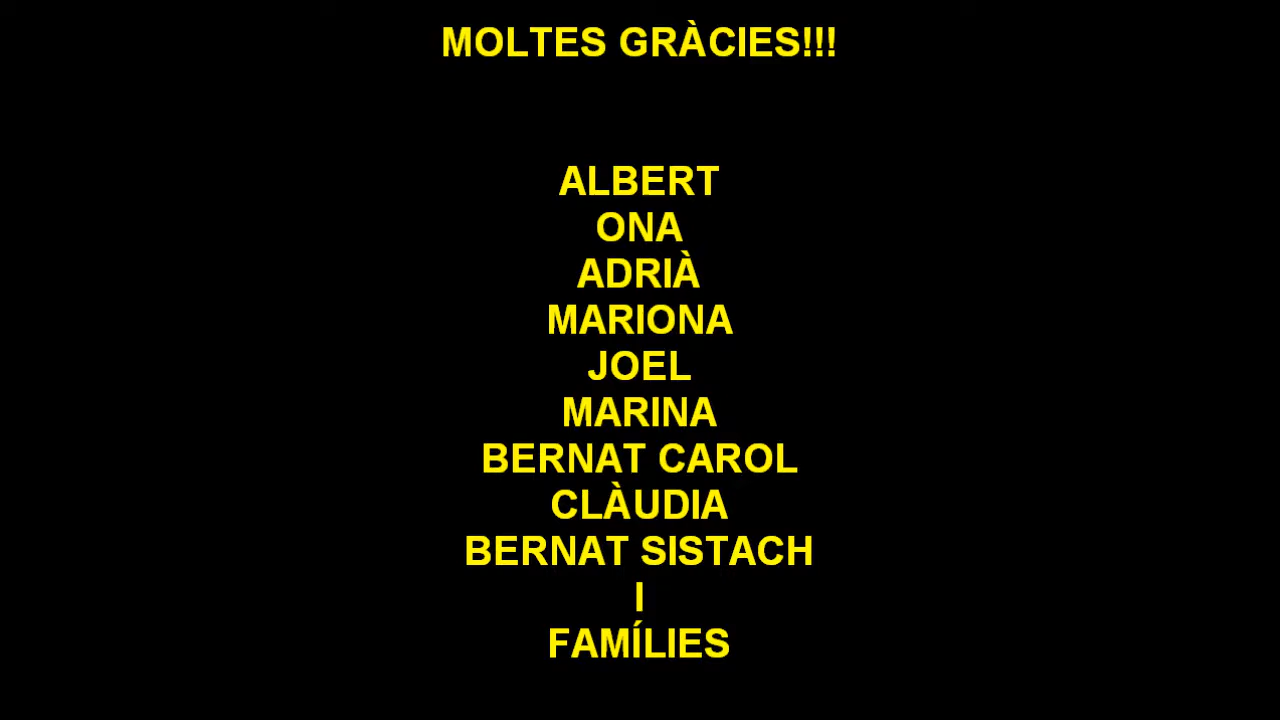 MOLTES GRÀCIES!!!
ALBERT
ONA
ADRIÀ
MARIONA
JOEL
MARINA
BERNAT CAROL
CLÀUDIA
BERNAT SISTACH
I
FAMÍLIES